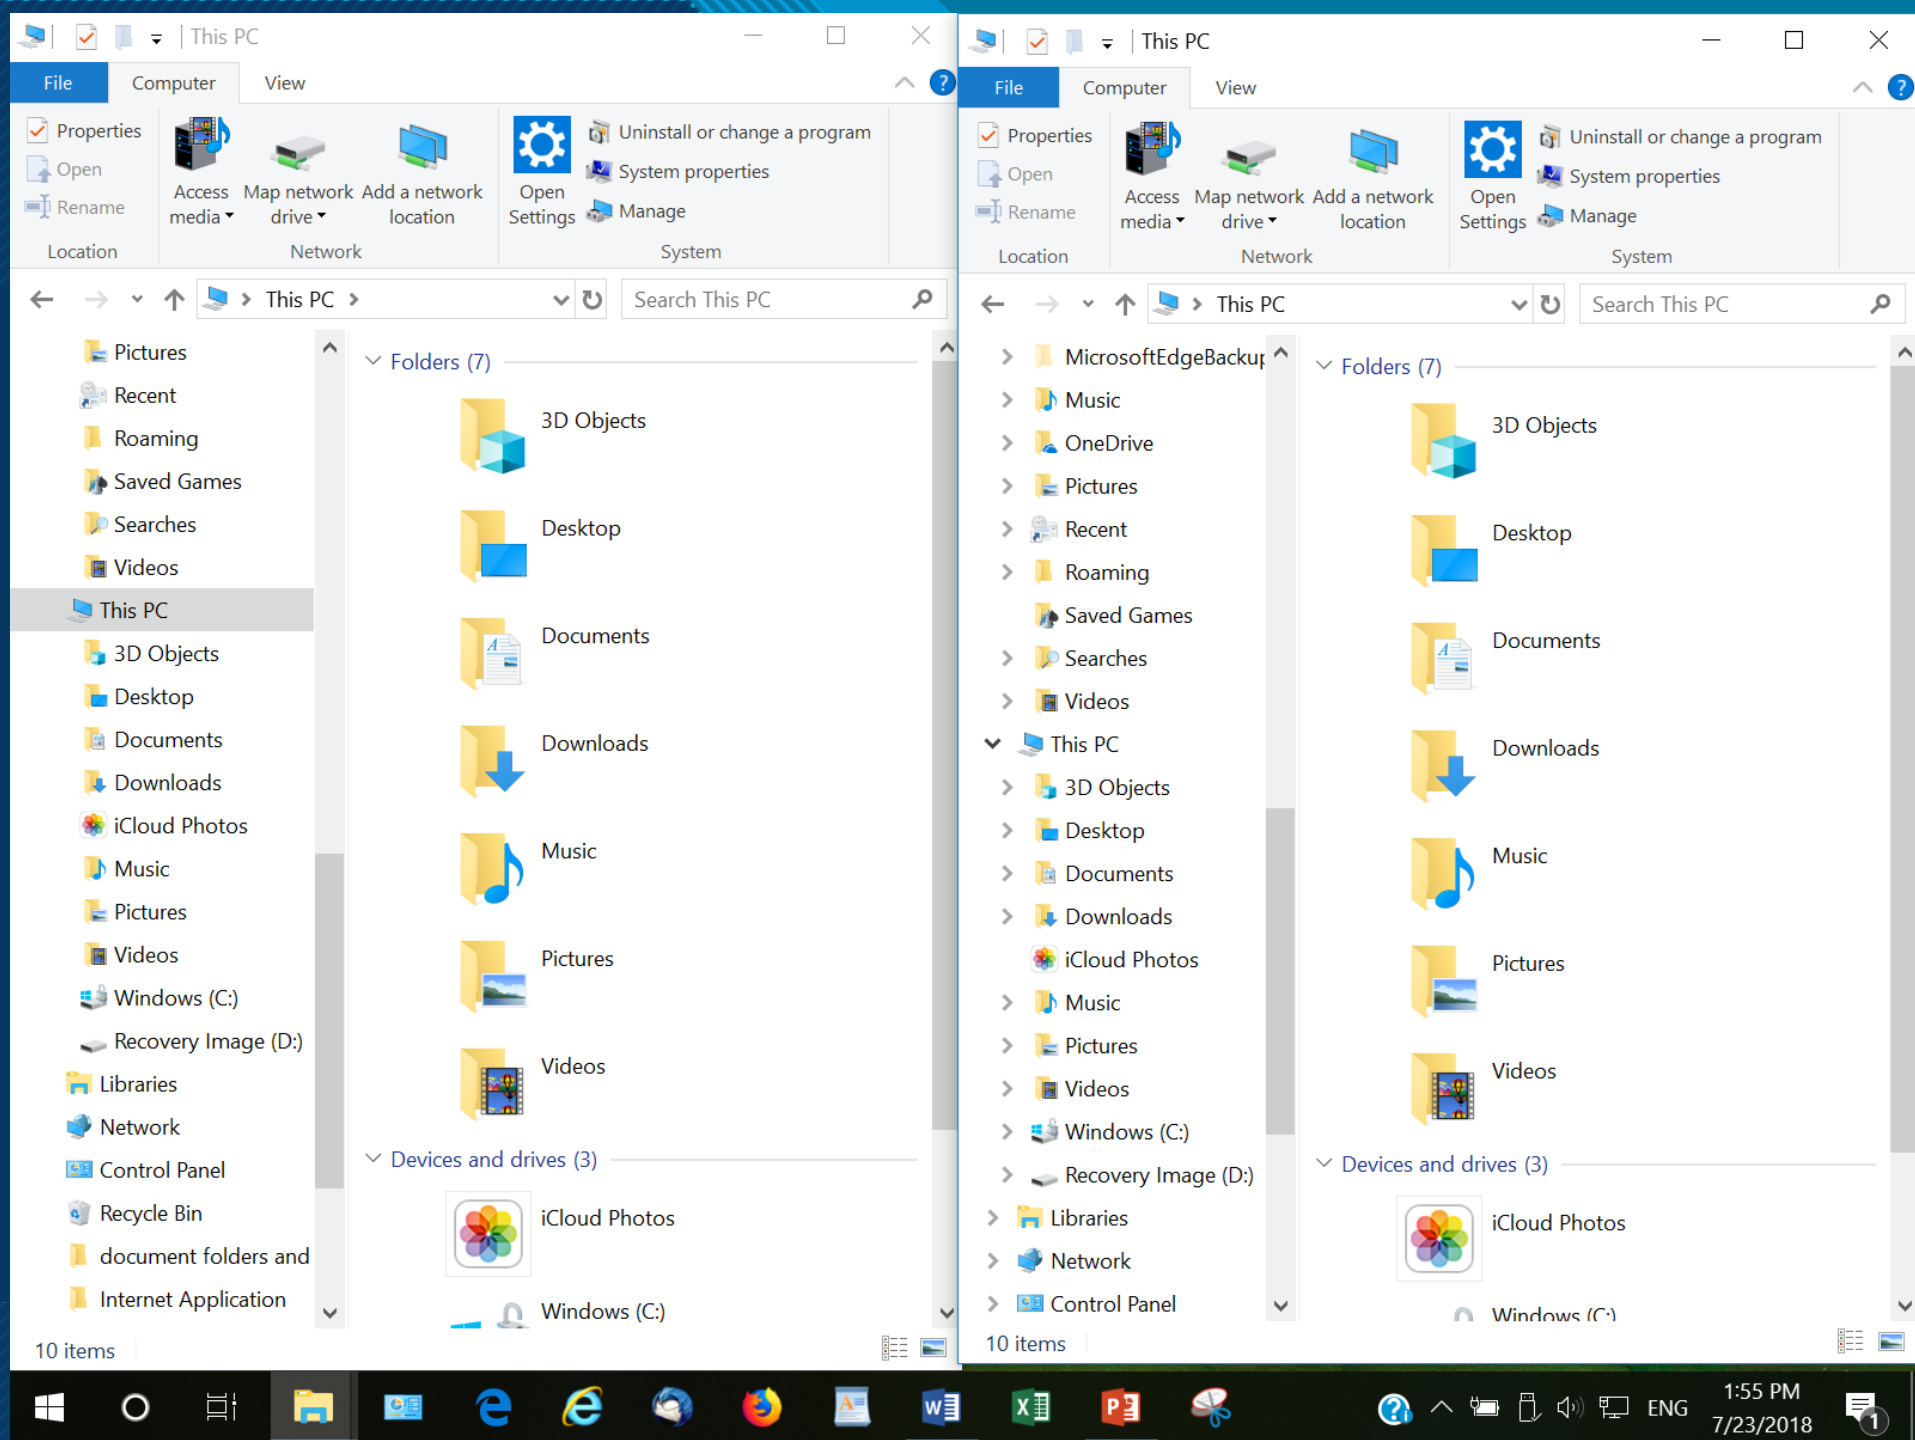 This PC
File Computer View
Properties
Open
Rename
Location
Access media
Map network drive
Add a network location
Network
Open Settings
Uninstall or change a program
System properties
Manage
System
This PC
Search This PC
Pictures
Recent
Roaming
Saved Games
Searches
Videos
This PC
3D Objects
Desktop
Documents
Downloads
iCloud Photos
Music
Pictures
Videos
Windows (C:)
Recovery Image (D:)
Libraries
Network
Control Panel
Recycle Bin
document folders and
Internet Application
Folders (7)
3D Objects
Desktop
Documents
Downloads
Music
Pictures
Videos
Devices and drives (3)
iCloud Photos
Windows (C:)
10 items
This PC
File Computer View
Properties
Open
Rename
Location
Access media
Map network drive
Add a network location
Network
Open Settings
Uninstall or change a program
System properties
Manage
System
This PC
Search This PC
MicrosoftEdgeBackup
Music
OneDrive
Pictures
Recent
Roaming
Saved Games
Searches
Videos
This PC
3D Objects
Desktop
Documents
Downloads
iCloud Photos
Music
Pictures
Videos
Windows (C:)
Recovery Image (D:)
Libraries
Network
Control Panel
Folders (7)
3D Objects
Desktop
Documents
Downloads
Music
Pictures
Videos
Devices and drives (3)
iCloud Photos
Windows (C:)
10 items
ENG
1:55 PM
7/23/2018
1